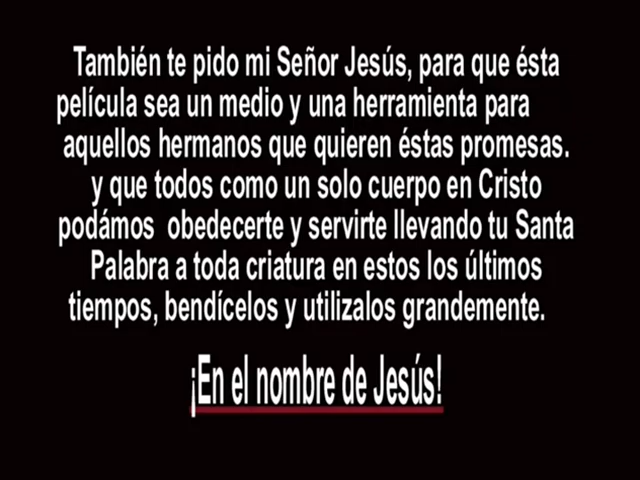 También te pido mi Señor Jesús, para que ésta
película sea un medio y una herramienta para
aquellos hermanos que quieren éstas promesas.
y que todos como un solo cuerpo en Cristo
podámos obedecerte y servirte llevando tu Santa
Palabra a toda criatura en estos los últimos
tiempos, bendícelos y utilizalos grandemente.
¡En el nombre de Jesús!